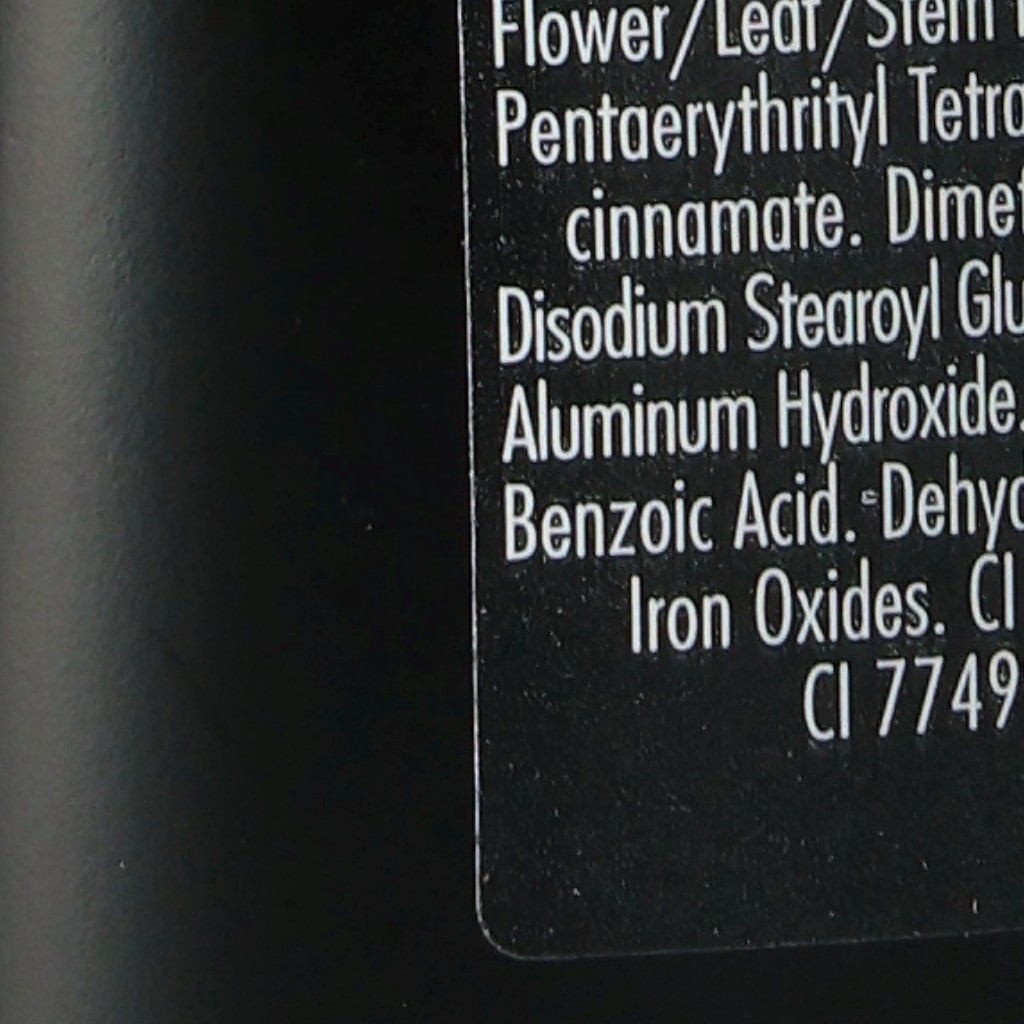 Flower/Leaf/Stem
Pentaerythrityl Tetra
cinnamate. Dimet
Disodium Stearoyl Glu
Aluminum Hydroxide.
Benzoic Acid. Dehyd
Iron Oxides. CI
CI 7749